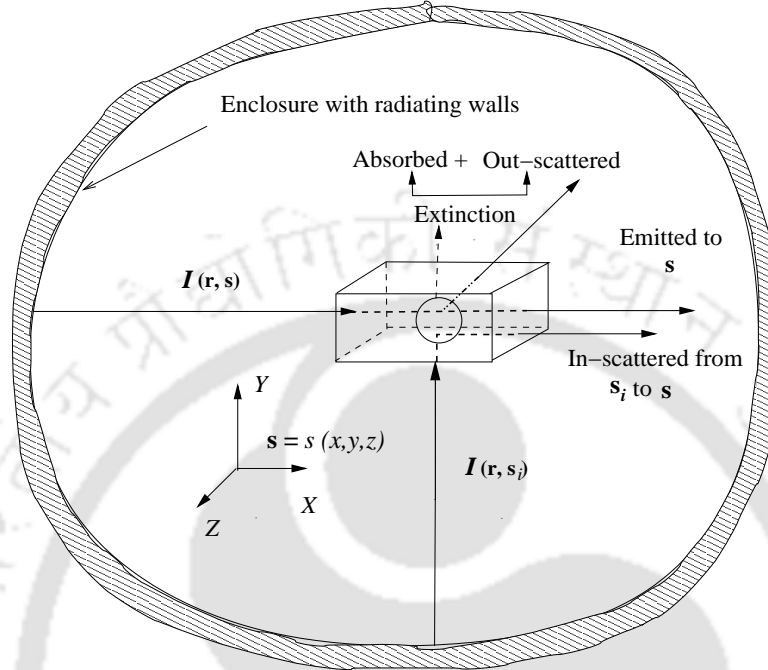 Enclosure with radiating walls
Absorbed + Out−scattered
Extinction
Emitted to
s
I (r, s)
In−scattered from
s_i to s
Y
s = s (x,y,z)
I (r, s_i)
X
Z